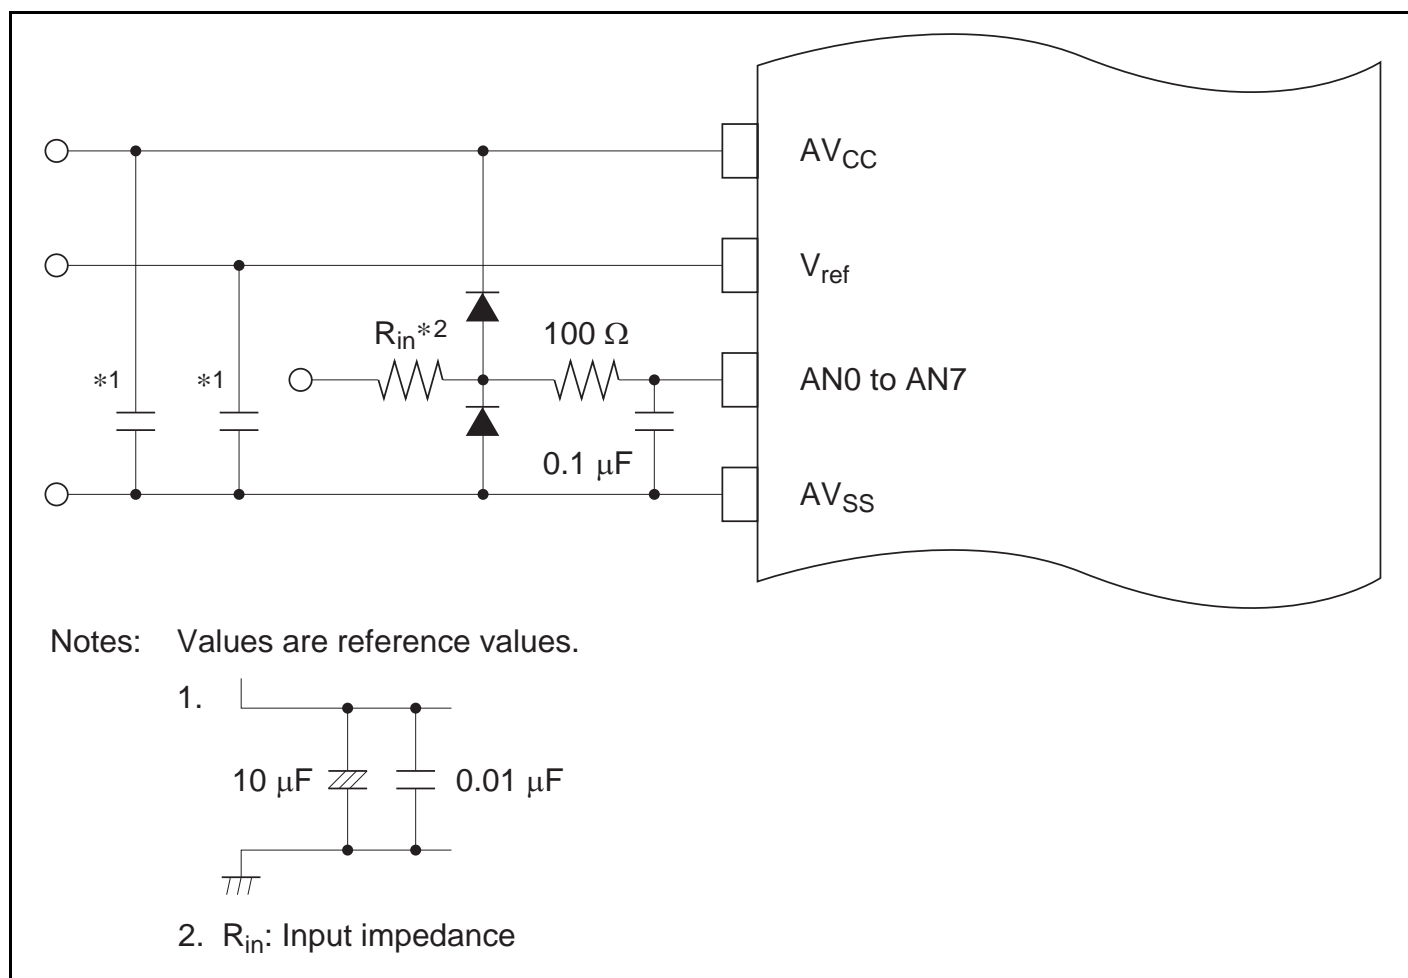 AVCC
Vref
Rin*2
100 Ω
*1
*1
AN0 to AN7
0.1 μF
AVSS
Notes: Values are reference values.
1.
10 μF
0.01 μF
2. Rin: Input impedance